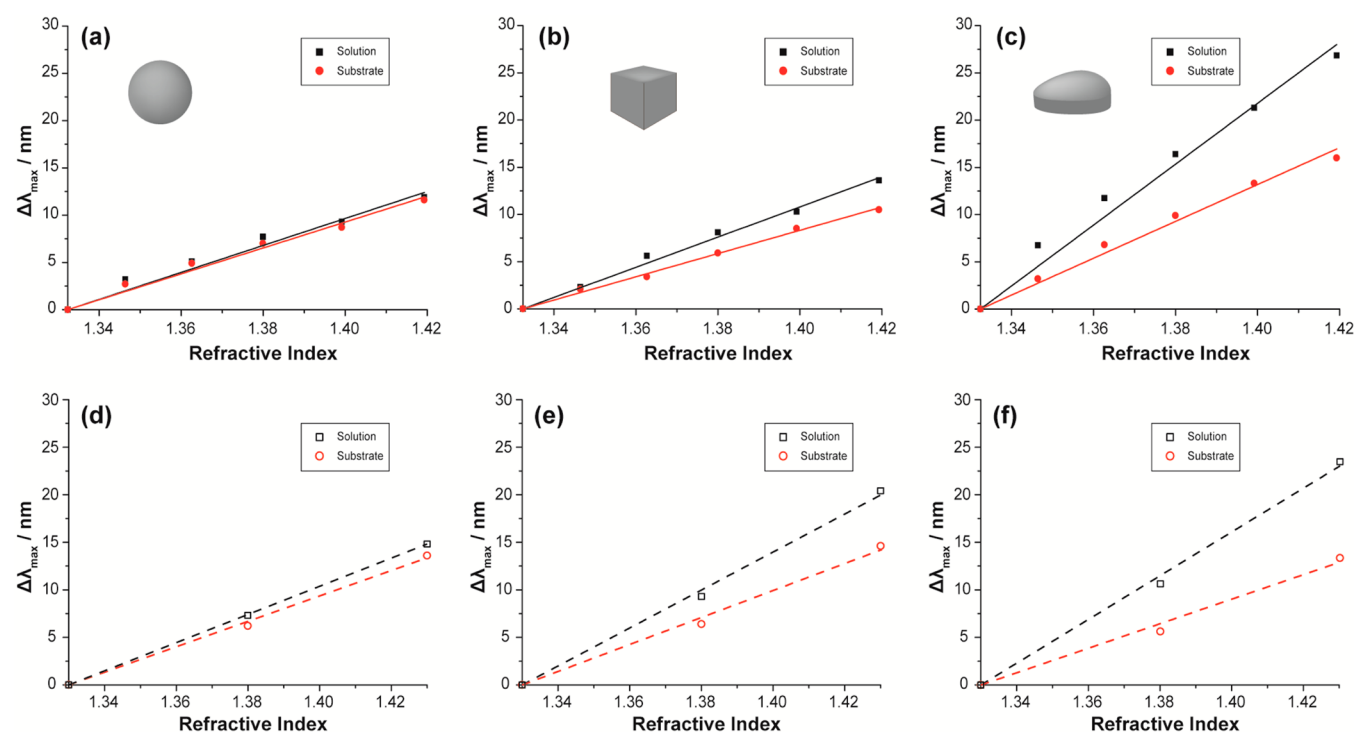 (a)
Solution
Substrate
30
25
20
15
10
5
0
Δλmax / nm
1.34 1.36 1.38 1.40 1.42
Refractive Index
(b)
Solution
Substrate
30
25
20
15
10
5
0
Δλmax / nm
1.34 1.36 1.38 1.40 1.42
Refractive Index
(c)
Solution
Substrate
30
25
20
15
10
5
0
Δλmax / nm
1.34 1.36 1.38 1.40 1.42
Refractive Index
(d)
Solution
Substrate
30
25
20
15
10
5
0
Δλmax / nm
1.34 1.36 1.38 1.40 1.42
Refractive Index
(e)
Solution
Substrate
30
25
20
15
10
5
0
Δλmax / nm
1.34 1.36 1.38 1.40 1.42
Refractive Index
(f)
Solution
Substrate
30
25
20
15
10
5
0
Δλmax / nm
1.34 1.36 1.38 1.40 1.42
Refractive Index